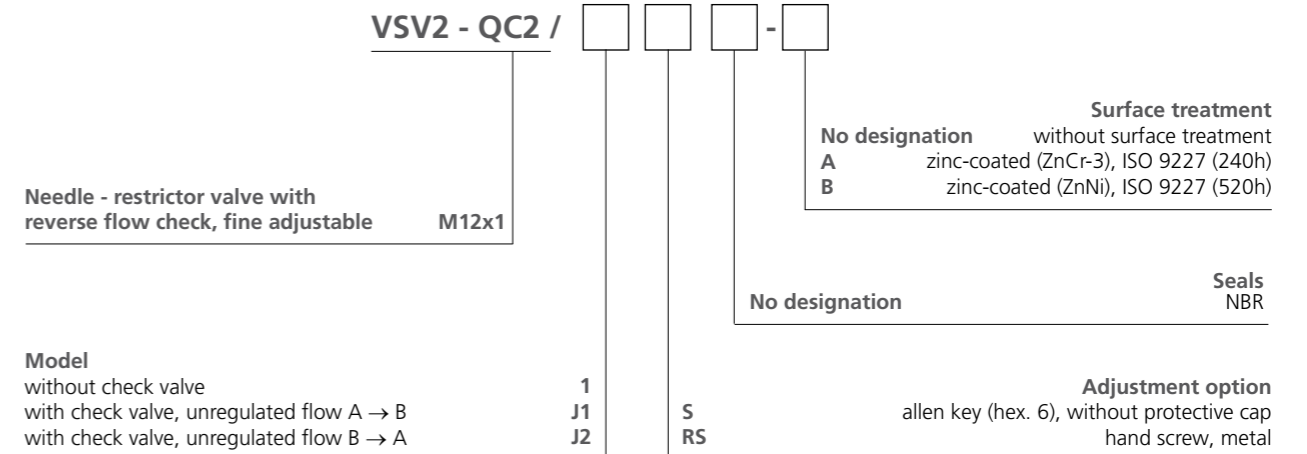 VSV2 - QC2 / -
Surface treatment
No designation without surface treatment
A zinc-coated (ZnCr-3), ISO 9227 (240h)
B zinc-coated (ZnNi), ISO 9227 (520h)
Needle - restrictor valve with
reverse flow check, fine adjustable M12x1
Seals
No designation NBR
Model
without check valve 1
with check valve, unregulated flow A → B J1
with check valve, unregulated flow B → A J2
Adjustment option
S allen key (hex. 6), without protective cap
RS hand screw, metal